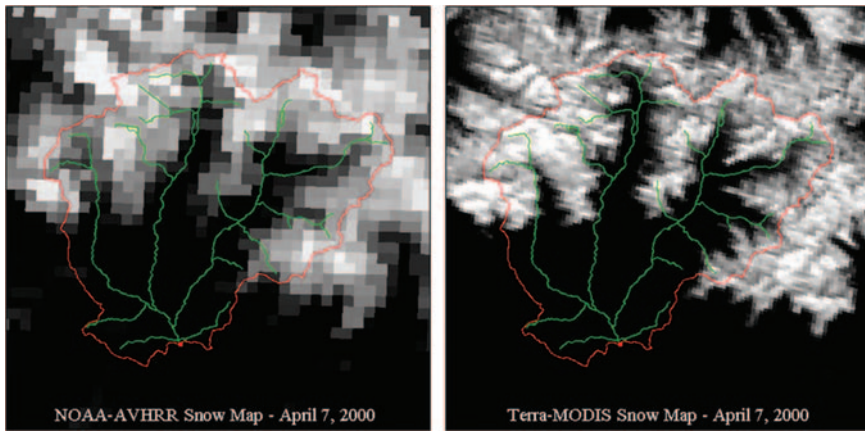 NOAA-AVHRR Snow Map - April 7, 2000
Terra-MODIS Snow Map - April 7, 2000